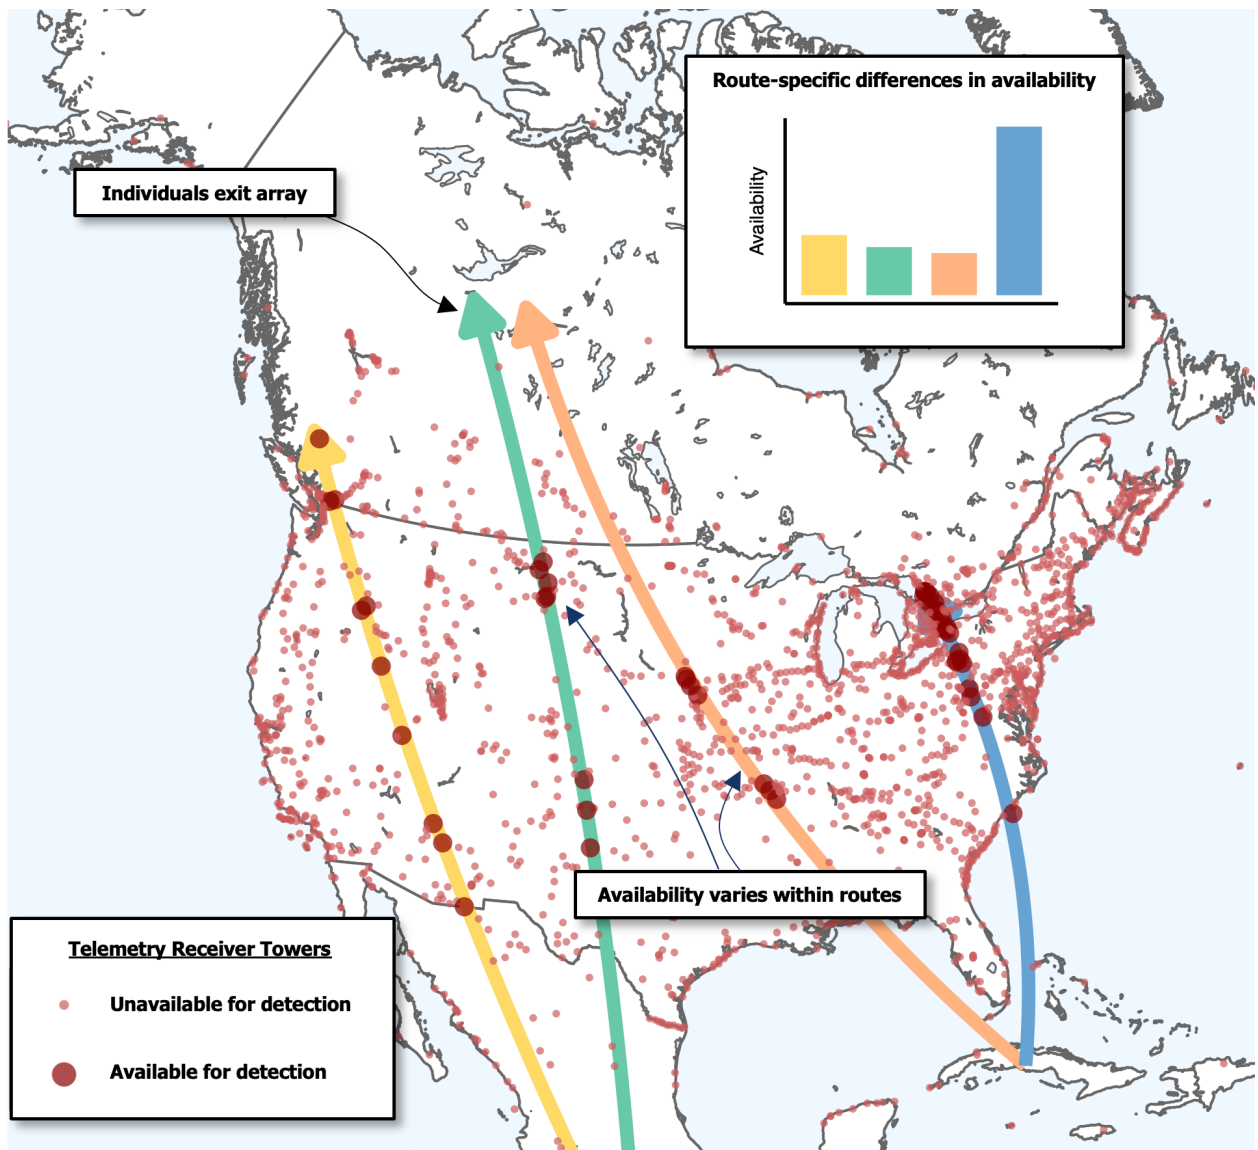 Route-specific differences in availability
Availability
Individuals exit array
Availability varies within routes
Telemetry Receiver Towers
Unavailable for detection
Available for detection